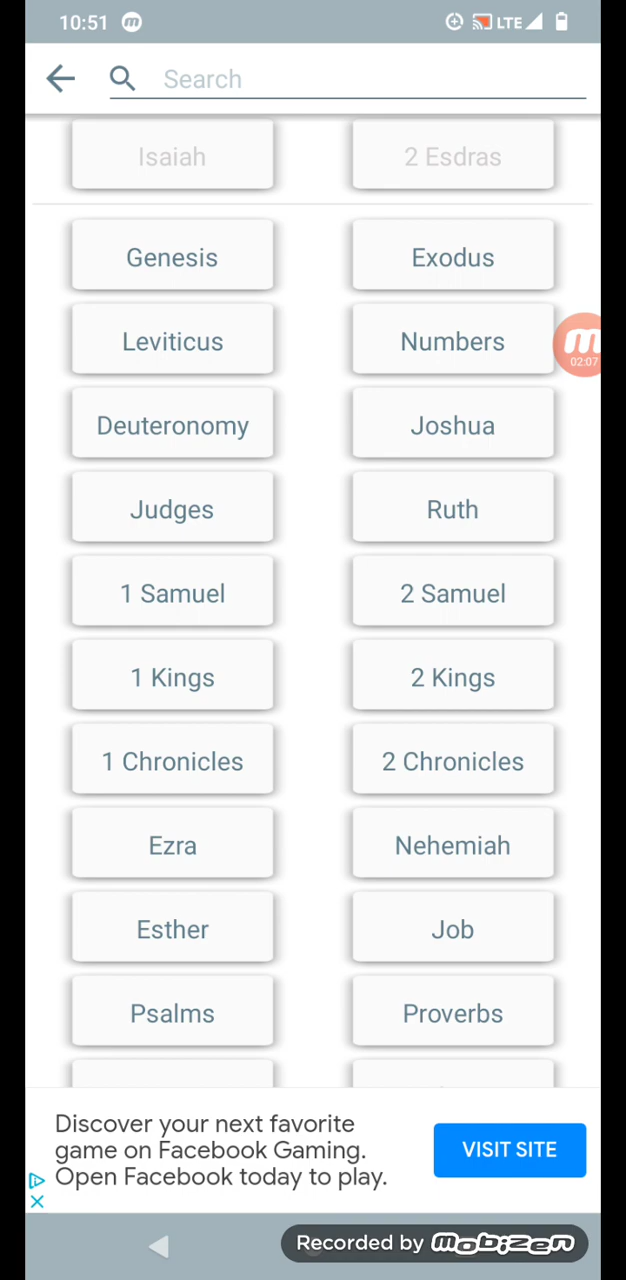 10:51 m LTE
Search
Isaiah 2 Esdras
Genesis Exodus
Leviticus Numbers
m
02:07
Deuteronomy Joshua
Judges Ruth
1 Samuel 2 Samuel
1 Kings 2 Kings
1 Chronicles 2 Chronicles
Ezra Nehemiah
Esther Job
Psalms Proverbs
Discover your next favorite
game on Facebook Gaming.
Open Facebook today to play.
VISIT SITE
Recorded by mobizen